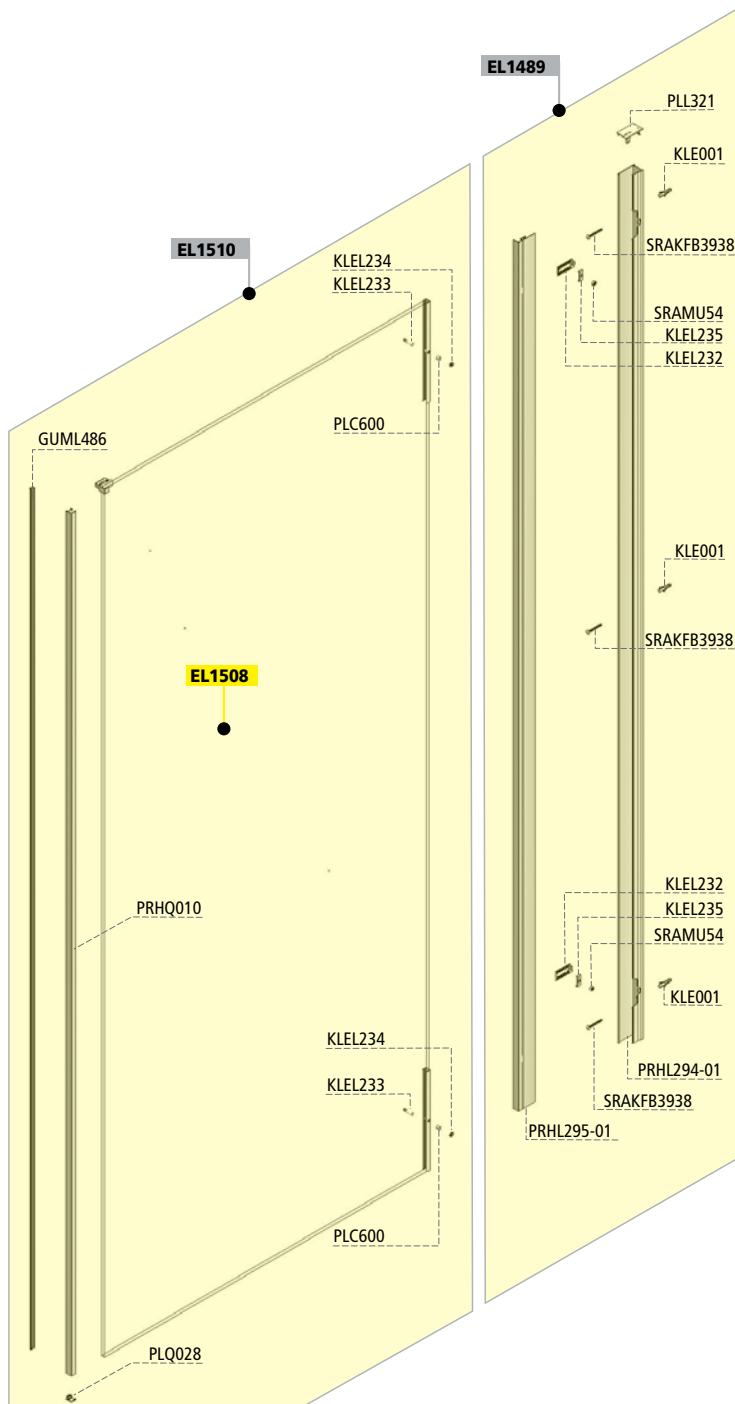 EL1489
PLL321
KLE001
SRAKFB3938
EL1510
KLEL234
KLEL233
SRAMU54
KLEL235
KLEL232
PLC600
GUML486
KLE001
SRAKFB3938
EL1508
KLEL232
PRHQ010
KLEL235
SRAMU54
KLE001
KLEL234
PRHL294-01
KLEL233
SRAKFB3938
PRHL295-01
PLC600
PLQ028